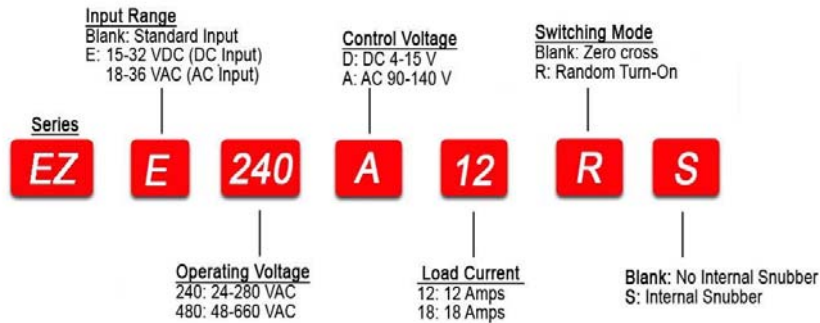 Input Range
Blank: Standard Input
E: 15-32 VDC (DC Input)
18-36 VAC (AC Input)
Control Voltage
D: DC 4-15 V
A: AC 90-140 V
Switching Mode
Blank: Zero cross
R: Random Turn-On
Series
EZ E 240 A 12 R S
Operating Voltage
240: 24-280 VAC
480: 48-660 VAC
Load Current
12: 12 Amps
18: 18 Amps
Blank: No Internal Snubber
S: Internal Snubber